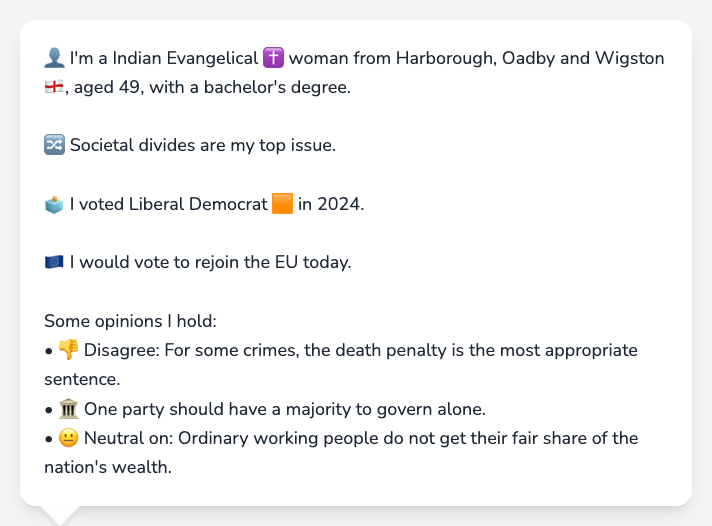 👤 I'm a Indian Evangelical ✝️ woman from Harborough, Oadby and Wigston
🏴󠁧󠁢󠁥󠁮󠁧󠁿, aged 49, with a bachelor's degree.
🔀 Societal divides are my top issue.
🗳️ I voted Liberal Democrat 🟧 in 2024.
🇪🇺 I would vote to rejoin the EU today.
Some opinions I hold:
• 👎 Disagree: For some crimes, the death penalty is the most appropriate
sentence.
• 🏛️ One party should have a majority to govern alone.
• 😐 Neutral on: Ordinary working people do not get their fair share of the
nation's wealth.